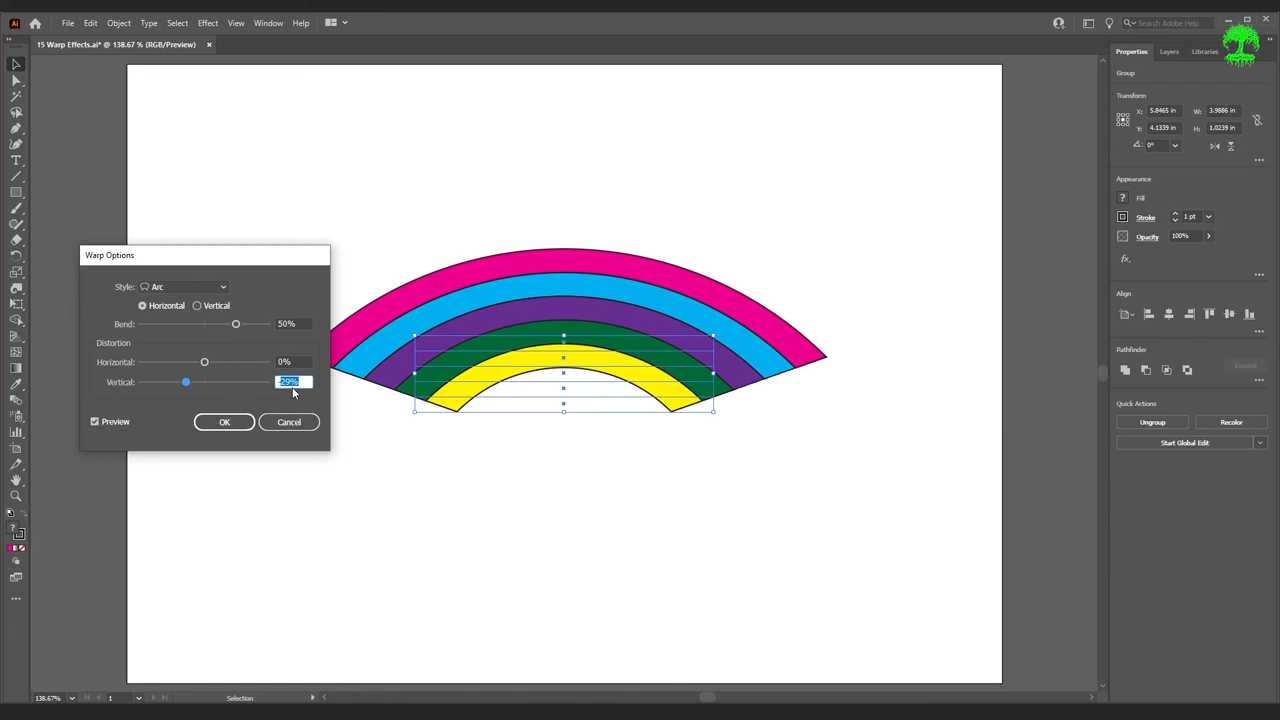 Ai File Edit Object Type Select Effect View Window Help Search Adobe Help
15 Warp Effects.ai* @ 138.67 % (RGB/Preview) ×
Properties Layers Libraries
Group
Transform
X: 5.8465 in W: 3.9886 in
Y: 4.1339 in H: 1.0239 in
0°
Appearance
? Fill
Stroke 1 pt
Opacity 100%
fx.
Align
Pathfinder
Expand
Quick Actions
Ungroup Recolor
Start Global Edit
Warp Options
Style: Arc
Horizontal Vertical
Bend: 50%
Distortion
Horizontal: 0%
Vertical: -29%
Preview OK Cancel
138.67% 1 Selection